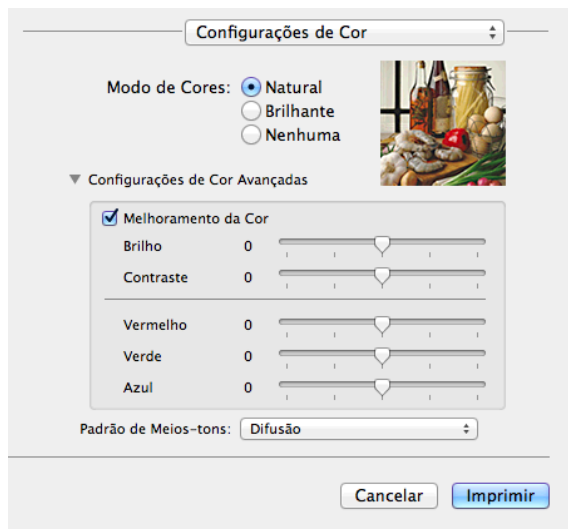 Configurações de Cor
Modo de Cores: Natural
Brilhante
Nenhuma
Configurações de Cor Avançadas
Melhoramento da Cor
Brilho 0
Contraste 0
Vermelho 0
Verde 0
Azul 0
Padrão de Meios-tons: Difusão
Cancelar Imprimir